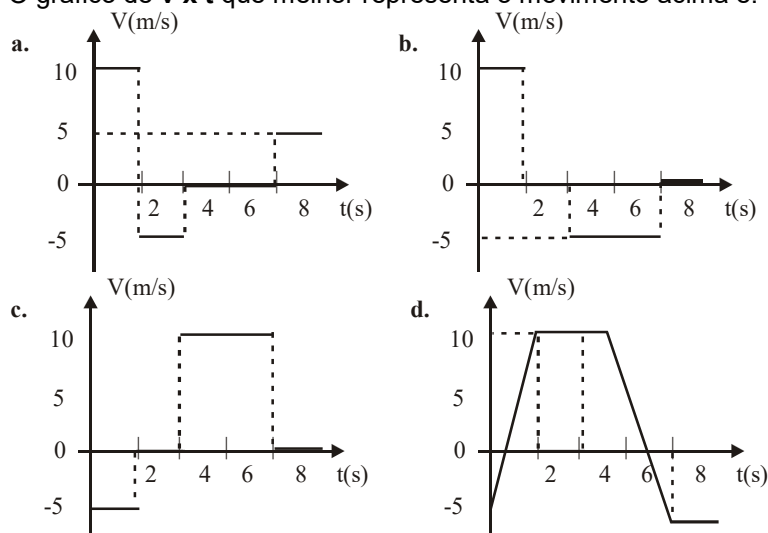 O gráfico de v x t que melhor representa o movimento acima é:
V(m/s) V(m/s)
a. b.
10 10
5 5
0 0
2 4 6 8 t(s) 2 4 6 8 t(s)
-5 -5
V(m/s) V(m/s)
c. d.
10 10
5 5
0 0
2 4 6 8 t(s) 2 4 6 8 t(s)
-5 -5